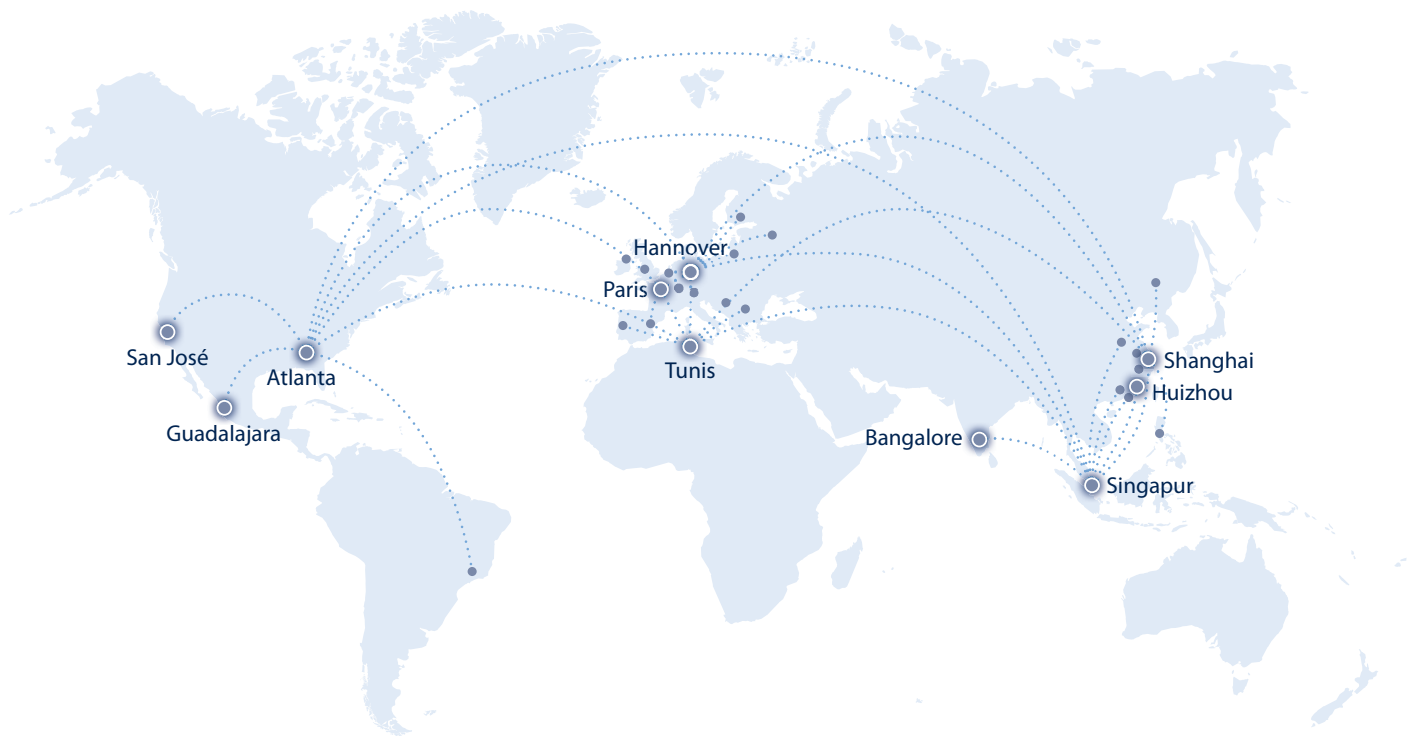 Hannover
Paris
San José
Atlanta
Tunis
Shanghai
Huizhou
Guadalajara
Bangalore
Singapur